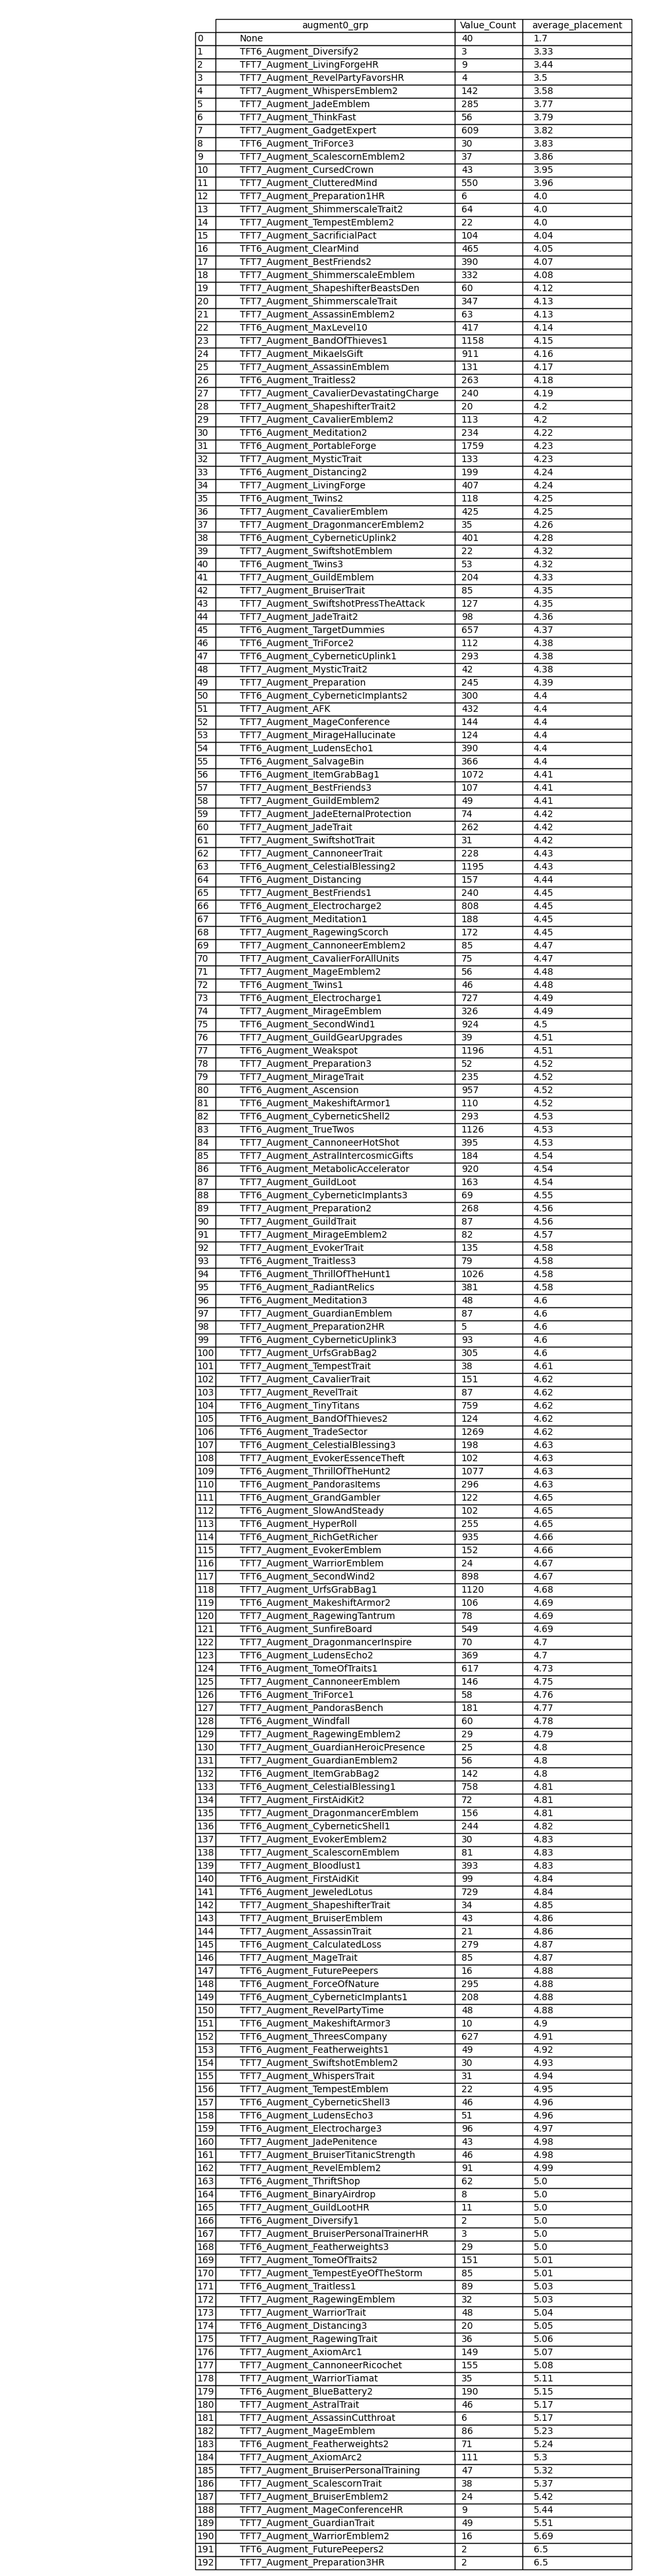 augment0_grp Value_Count average_placement
0 None 40 1.7
1 TFT6_Augment_Diversify2 3 3.33
2 TFT7_Augment_LivingForgeHR 9 3.44
3 TFT7_Augment_RevelPartyFavorsHR 4 3.5
4 TFT7_Augment_WhispersEmblem2 142 3.58
5 TFT7_Augment_JadeEmblem 285 3.77
6 TFT7_Augment_ThinkFast 56 3.79
7 TFT7_Augment_GadgetExpert 609 3.82
8 TFT6_Augment_TriForce3 30 3.83
9 TFT7_Augment_ScalescornEmblem2 37 3.86
10 TFT7_Augment_CursedCrown 43 3.95
11 TFT7_Augment_ClutteredMind 550 3.96
12 TFT7_Augment_Preparation1HR 6 4.0
13 TFT7_Augment_ShimmerscaleTrait2 64 4.0
14 TFT7_Augment_TempestEmblem2 22 4.0
15 TFT7_Augment_SacrificialPact 104 4.04
16 TFT6_Augment_ClearMind 465 4.05
17 TFT7_Augment_BestFriends2 390 4.07
18 TFT7_Augment_ShimmerscaleEmblem 332 4.08
19 TFT7_Augment_ShapeshifterBeastsDen 60 4.12
20 TFT7_Augment_ShimmerscaleTrait 347 4.13
21 TFT7_Augment_AssassinEmblem2 63 4.13
22 TFT6_Augment_MaxLevel10 417 4.14
23 TFT7_Augment_BandOfThieves1 1158 4.15
24 TFT7_Augment_MikaelsGift 911 4.16
25 TFT7_Augment_AssassinEmblem 131 4.17
26 TFT6_Augment_Traitless2 263 4.18
27 TFT7_Augment_CavalierDevastatingCharge 240 4.19
28 TFT7_Augment_ShapeshifterTrait2 20 4.2
29 TFT7_Augment_CavalierEmblem2 113 4.2
30 TFT6_Augment_Meditation2 234 4.22
31 TFT6_Augment_PortableForge 1759 4.23
32 TFT7_Augment_MysticTrait 133 4.23
33 TFT6_Augment_Distancing2 199 4.24
34 TFT7_Augment_LivingForge 407 4.24
35 TFT6_Augment_Twins2 118 4.25
36 TFT7_Augment_CavalierEmblem 425 4.25
37 TFT7_Augment_DragonmancerEmblem2 35 4.26
38 TFT6_Augment_CyberneticUplink2 401 4.28
39 TFT7_Augment_SwiftshotEmblem 22 4.32
40 TFT6_Augment_Twins3 53 4.32
41 TFT7_Augment_GuildEmblem 204 4.33
42 TFT7_Augment_BruiserTrait 85 4.35
43 TFT7_Augment_SwiftshotPressTheAttack 127 4.35
44 TFT7_Augment_JadeTrait2 98 4.36
45 TFT6_Augment_TargetDummies 657 4.37
46 TFT6_Augment_TriForce2 112 4.38
47 TFT6_Augment_CyberneticUplink1 293 4.38
48 TFT7_Augment_MysticTrait2 42 4.38
49 TFT7_Augment_Preparation 245 4.39
50 TFT6_Augment_CyberneticImplants2 300 4.4
51 TFT7_Augment_AFK 432 4.4
52 TFT7_Augment_MageConference 144 4.4
53 TFT7_Augment_MirageHallucinate 124 4.4
54 TFT6_Augment_LudensEcho1 390 4.4
55 TFT6_Augment_SalvageBin 366 4.4
56 TFT6_Augment_ItemGrabBag1 1072 4.41
57 TFT7_Augment_BestFriends3 107 4.41
58 TFT7_Augment_GuildEmblem2 49 4.41
59 TFT7_Augment_JadeEternalProtection 74 4.42
60 TFT7_Augment_JadeTrait 262 4.42
61 TFT7_Augment_SwiftshotTrait 31 4.42
62 TFT7_Augment_CannoneerTrait 228 4.43
63 TFT6_Augment_CelestialBlessing2 1195 4.43
64 TFT6_Augment_Distancing 157 4.44
65 TFT7_Augment_BestFriends1 240 4.45
66 TFT6_Augment_Electrocharge2 808 4.45
67 TFT6_Augment_Meditation1 188 4.45
68 TFT7_Augment_RagewingScorch 172 4.45
69 TFT7_Augment_CannoneerEmblem2 85 4.47
70 TFT7_Augment_CavalierForAllUnits 75 4.47
71 TFT7_Augment_MageEmblem2 56 4.48
72 TFT6_Augment_Twins1 46 4.48
73 TFT6_Augment_Electrocharge1 727 4.49
74 TFT7_Augment_MirageEmblem 326 4.49
75 TFT6_Augment_SecondWind1 924 4.5
76 TFT7_Augment_GuildGearUpgrades 39 4.51
77 TFT6_Augment_Weakspot 1196 4.51
78 TFT7_Augment_Preparation3 52 4.52
79 TFT7_Augment_MirageTrait 235 4.52
80 TFT6_Augment_Ascension 957 4.52
81 TFT6_Augment_MakeshiftArmor1 110 4.52
82 TFT6_Augment_CyberneticShell2 293 4.53
83 TFT6_Augment_TrueTwos 1126 4.53
84 TFT7_Augment_CannoneerHotShot 395 4.53
85 TFT7_Augment_AstralIntercosmicGifts 184 4.54
86 TFT6_Augment_MetabolicAccelerator 920 4.54
87 TFT7_Augment_GuildLoot 163 4.54
88 TFT6_Augment_CyberneticImplants3 69 4.55
89 TFT7_Augment_Preparation2 268 4.56
90 TFT7_Augment_GuildTrait 87 4.56
91 TFT7_Augment_MirageEmblem2 82 4.57
92 TFT7_Augment_EvokerTrait 135 4.58
93 TFT6_Augment_Traitless3 79 4.58
94 TFT6_Augment_ThrillOfTheHunt1 1026 4.58
95 TFT6_Augment_RadiantRelics 381 4.58
96 TFT6_Augment_Meditation3 48 4.6
97 TFT7_Augment_GuardianEmblem 87 4.6
98 TFT7_Augment_Preparation2HR 5 4.6
99 TFT6_Augment_CyberneticUplink3 93 4.6
100 TFT7_Augment_UrfsGrabBag2 305 4.6
101 TFT7_Augment_TempestTrait 38 4.61
102 TFT7_Augment_CavalierTrait 151 4.62
103 TFT7_Augment_RevelTrait 87 4.62
104 TFT6_Augment_TinyTitans 759 4.62
105 TFT6_Augment_BandOfThieves2 124 4.62
106 TFT6_Augment_TradeSector 1269 4.62
107 TFT6_Augment_CelestialBlessing3 198 4.63
108 TFT7_Augment_EvokerEssenceTheft 102 4.63
109 TFT6_Augment_ThrillOfTheHunt2 1077 4.63
110 TFT6_Augment_PandorasItems 296 4.63
111 TFT6_Augment_GrandGambler 122 4.65
112 TFT6_Augment_SlowAndSteady 102 4.65
113 TFT6_Augment_HyperRoll 255 4.65
114 TFT6_Augment_RichGetRicher 935 4.66
115 TFT7_Augment_EvokerEmblem 152 4.66
116 TFT7_Augment_WarriorEmblem 24 4.67
117 TFT6_Augment_SecondWind2 898 4.67
118 TFT7_Augment_UrfsGrabBag1 1120 4.68
119 TFT6_Augment_MakeshiftArmor2 106 4.69
120 TFT7_Augment_RagewingTantrum 78 4.69
121 TFT6_Augment_SunfireBoard 549 4.69
122 TFT7_Augment_DragonmancerInspire 70 4.7
123 TFT6_Augment_LudensEcho2 369 4.7
124 TFT6_Augment_TomeOfTraits1 617 4.73
125 TFT7_Augment_CannoneerEmblem 146 4.75
126 TFT6_Augment_TriForce1 58 4.76
127 TFT7_Augment_PandorasBench 181 4.77
128 TFT6_Augment_Windfall 60 4.78
129 TFT7_Augment_RagewingEmblem2 29 4.79
130 TFT7_Augment_GuardianHeroicPresence 25 4.8
131 TFT7_Augment_GuardianEmblem2 56 4.8
132 TFT6_Augment_ItemGrabBag2 142 4.8
133 TFT6_Augment_CelestialBlessing1 758 4.81
134 TFT7_Augment_FirstAidKit2 72 4.81
135 TFT7_Augment_DragonmancerEmblem 156 4.81
136 TFT6_Augment_CyberneticShell1 244 4.82
137 TFT7_Augment_EvokerEmblem2 30 4.83
138 TFT7_Augment_ScalescornEmblem 81 4.83
139 TFT7_Augment_Bloodlust1 393 4.83
140 TFT6_Augment_FirstAidKit 99 4.84
141 TFT6_Augment_JeweledLotus 729 4.84
142 TFT7_Augment_ShapeshifterTrait 34 4.85
143 TFT7_Augment_BruiserEmblem 43 4.86
144 TFT7_Augment_AssassinTrait 21 4.86
145 TFT6_Augment_CalculatedLoss 279 4.87
146 TFT7_Augment_MageTrait 85 4.87
147 TFT6_Augment_FuturePeepers 16 4.88
148 TFT6_Augment_ForceOfNature 295 4.88
149 TFT6_Augment_CyberneticImplants1 208 4.88
150 TFT7_Augment_RevelPartyTime 48 4.88
151 TFT6_Augment_MakeshiftArmor3 10 4.9
152 TFT6_Augment_ThreesCompany 627 4.91
153 TFT6_Augment_Featherweights1 49 4.92
154 TFT7_Augment_SwiftshotEmblem2 30 4.93
155 TFT7_Augment_WhispersTrait 31 4.94
156 TFT7_Augment_TempestEmblem 22 4.95
157 TFT6_Augment_CyberneticShell3 46 4.96
158 TFT6_Augment_LudensEcho3 51 4.96
159 TFT6_Augment_Electrocharge3 96 4.97
160 TFT7_Augment_JadePenitence 43 4.98
161 TFT7_Augment_BruiserTitanicStrength 46 4.98
162 TFT7_Augment_RevelEmblem2 91 4.99
163 TFT6_Augment_ThriftShop 62 5.0
164 TFT6_Augment_BinaryAirdrop 8 5.0
165 TFT7_Augment_GuildLootHR 11 5.0
166 TFT6_Augment_Diversify1 2 5.0
167 TFT7_Augment_BruiserPersonalTrainerHR 3 5.0
168 TFT6_Augment_Featherweights3 29 5.0
169 TFT7_Augment_TomeOfTraits2 151 5.01
170 TFT7_Augment_TempestEyeOfTheStorm 85 5.01
171 TFT6_Augment_Traitless1 89 5.03
172 TFT7_Augment_RagewingEmblem 32 5.03
173 TFT7_Augment_WarriorTrait 48 5.04
174 TFT6_Augment_Distancing3 20 5.05
175 TFT7_Augment_RagewingTrait 36 5.06
176 TFT7_Augment_AxiomArc1 149 5.07
177 TFT7_Augment_CannoneerRicochet 155 5.08
178 TFT7_Augment_WarriorTiamat 35 5.11
179 TFT6_Augment_BlueBattery2 190 5.15
180 TFT7_Augment_AstralTrait 46 5.17
181 TFT7_Augment_AssassinCutthroat 6 5.17
182 TFT7_Augment_MageEmblem 86 5.23
183 TFT6_Augment_Featherweights2 71 5.24
184 TFT7_Augment_AxiomArc2 111 5.3
185 TFT7_Augment_BruiserPersonalTraining 47 5.32
186 TFT7_Augment_ScalescornTrait 38 5.37
187 TFT7_Augment_BruiserEmblem2 24 5.42
188 TFT7_Augment_MageConferenceHR 9 5.44
189 TFT7_Augment_GuardianTrait 49 5.51
190 TFT7_Augment_WarriorEmblem2 16 5.69
191 TFT6_Augment_FuturePeepers2 2 6.5
192 TFT7_Augment_Preparation3HR 2 6.5